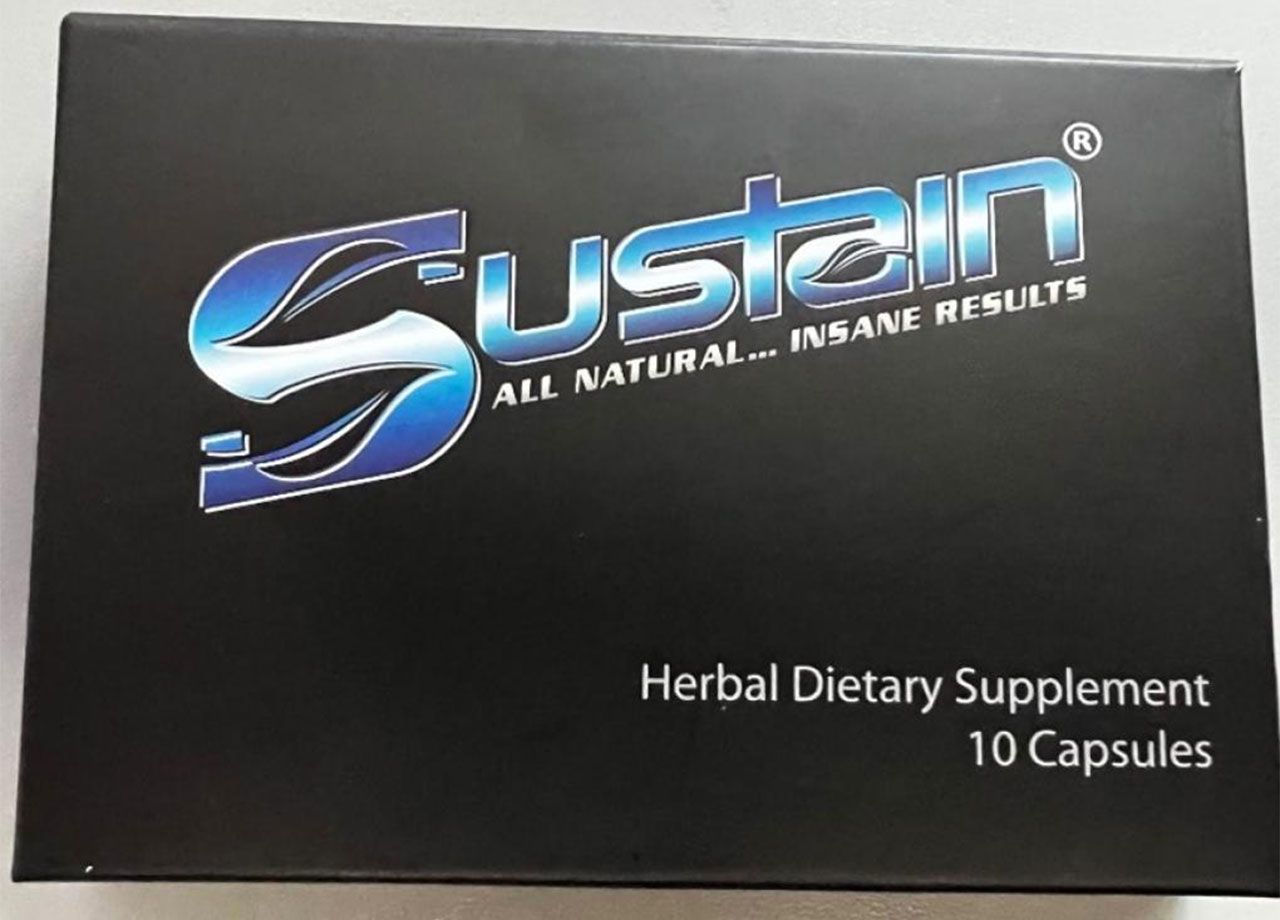 Sustain®
ALL NATURAL... INSANE RESULTS
Herbal Dietary Supplement
10 Capsules